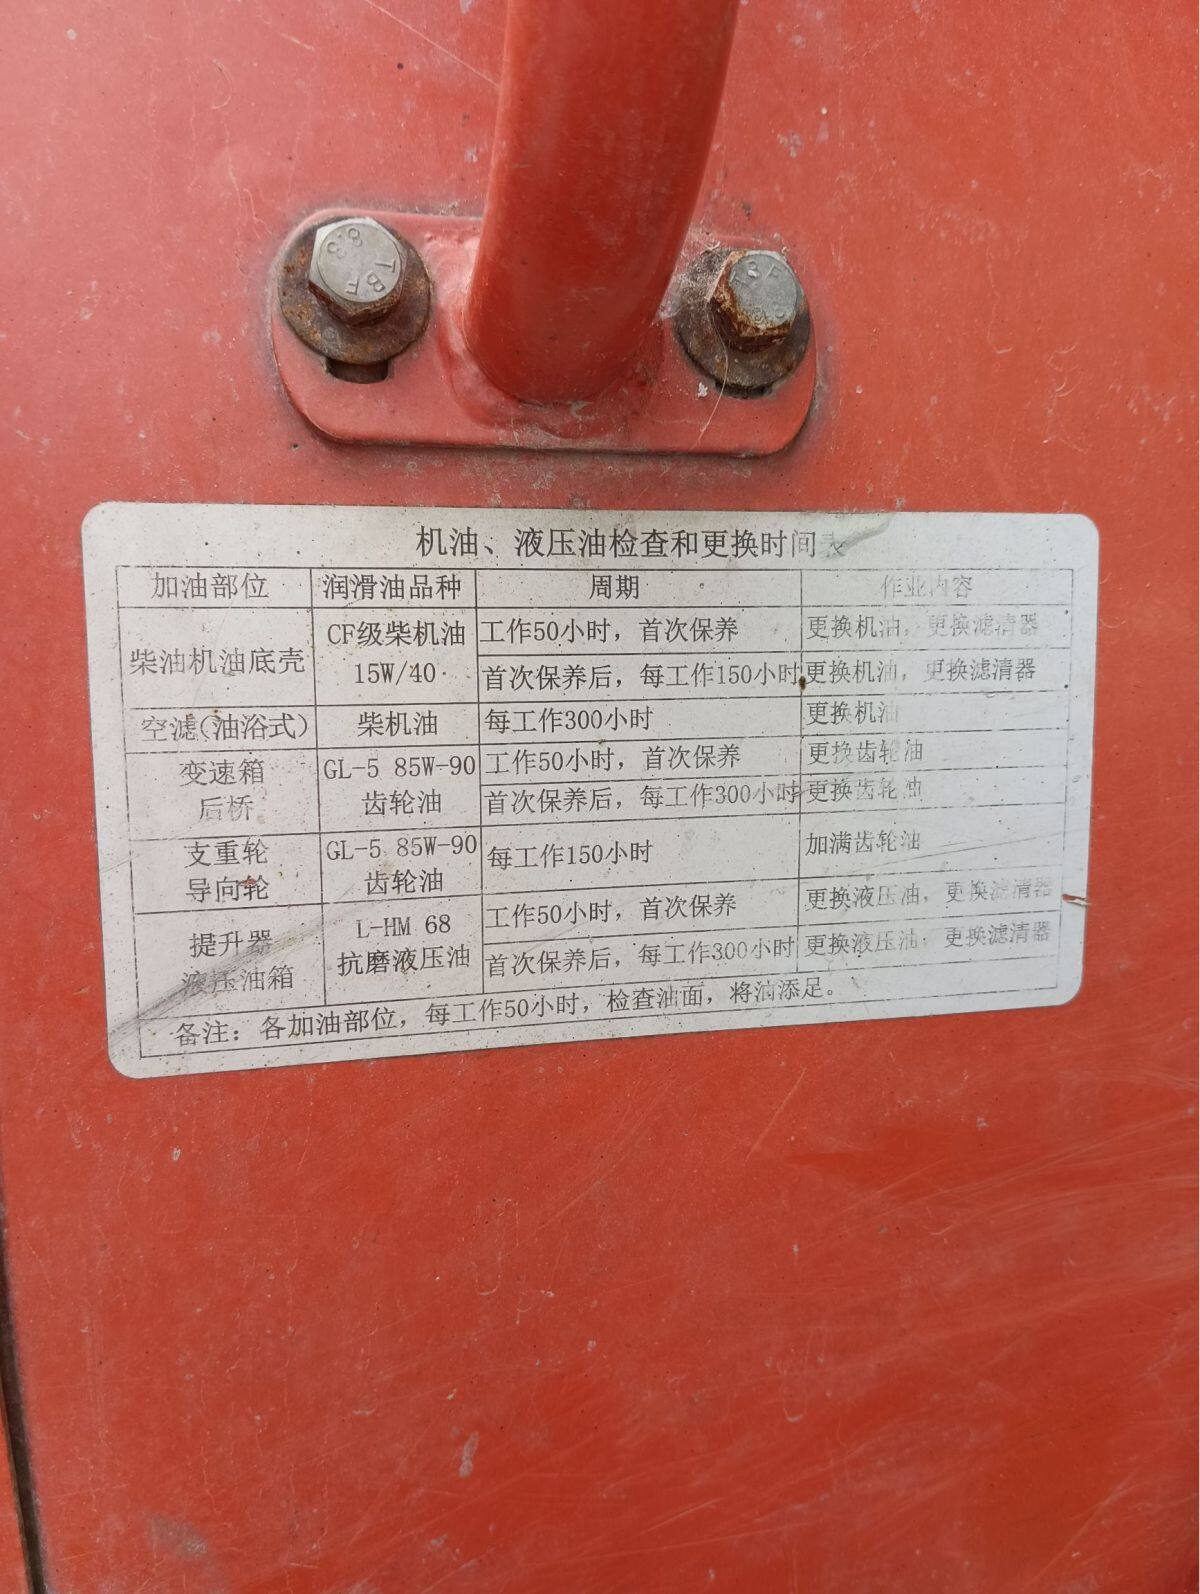 8.8
TBF
机油、液压油检查和更换时间表
加油部位 润滑油品种 周期 作业内容
柴油机油底壳 CF级柴机油 15W/40 工作50小时，首次保养 更换机油，更换滤清器
首次保养后，每工作150小时 更换机油，更换滤清器
空滤(油浴式) 柴机油 每工作300小时 更换机油
变速箱 后桥 GL-5 85W-90 齿轮油 工作50小时，首次保养 更换齿轮油
首次保养后，每工作300小时 更换齿轮油
支重轮 导向轮 GL-5 85W-90 齿轮油 每工作150小时 加满齿轮油
提升器 液压油箱 L-HM 68 抗磨液压油 工作50小时，首次保养 更换液压油，更换滤清器
首次保养后，每工作300小时 更换液压油，更换滤清器
备注：各加油部位，每工作50小时，检查油面，将油添足。